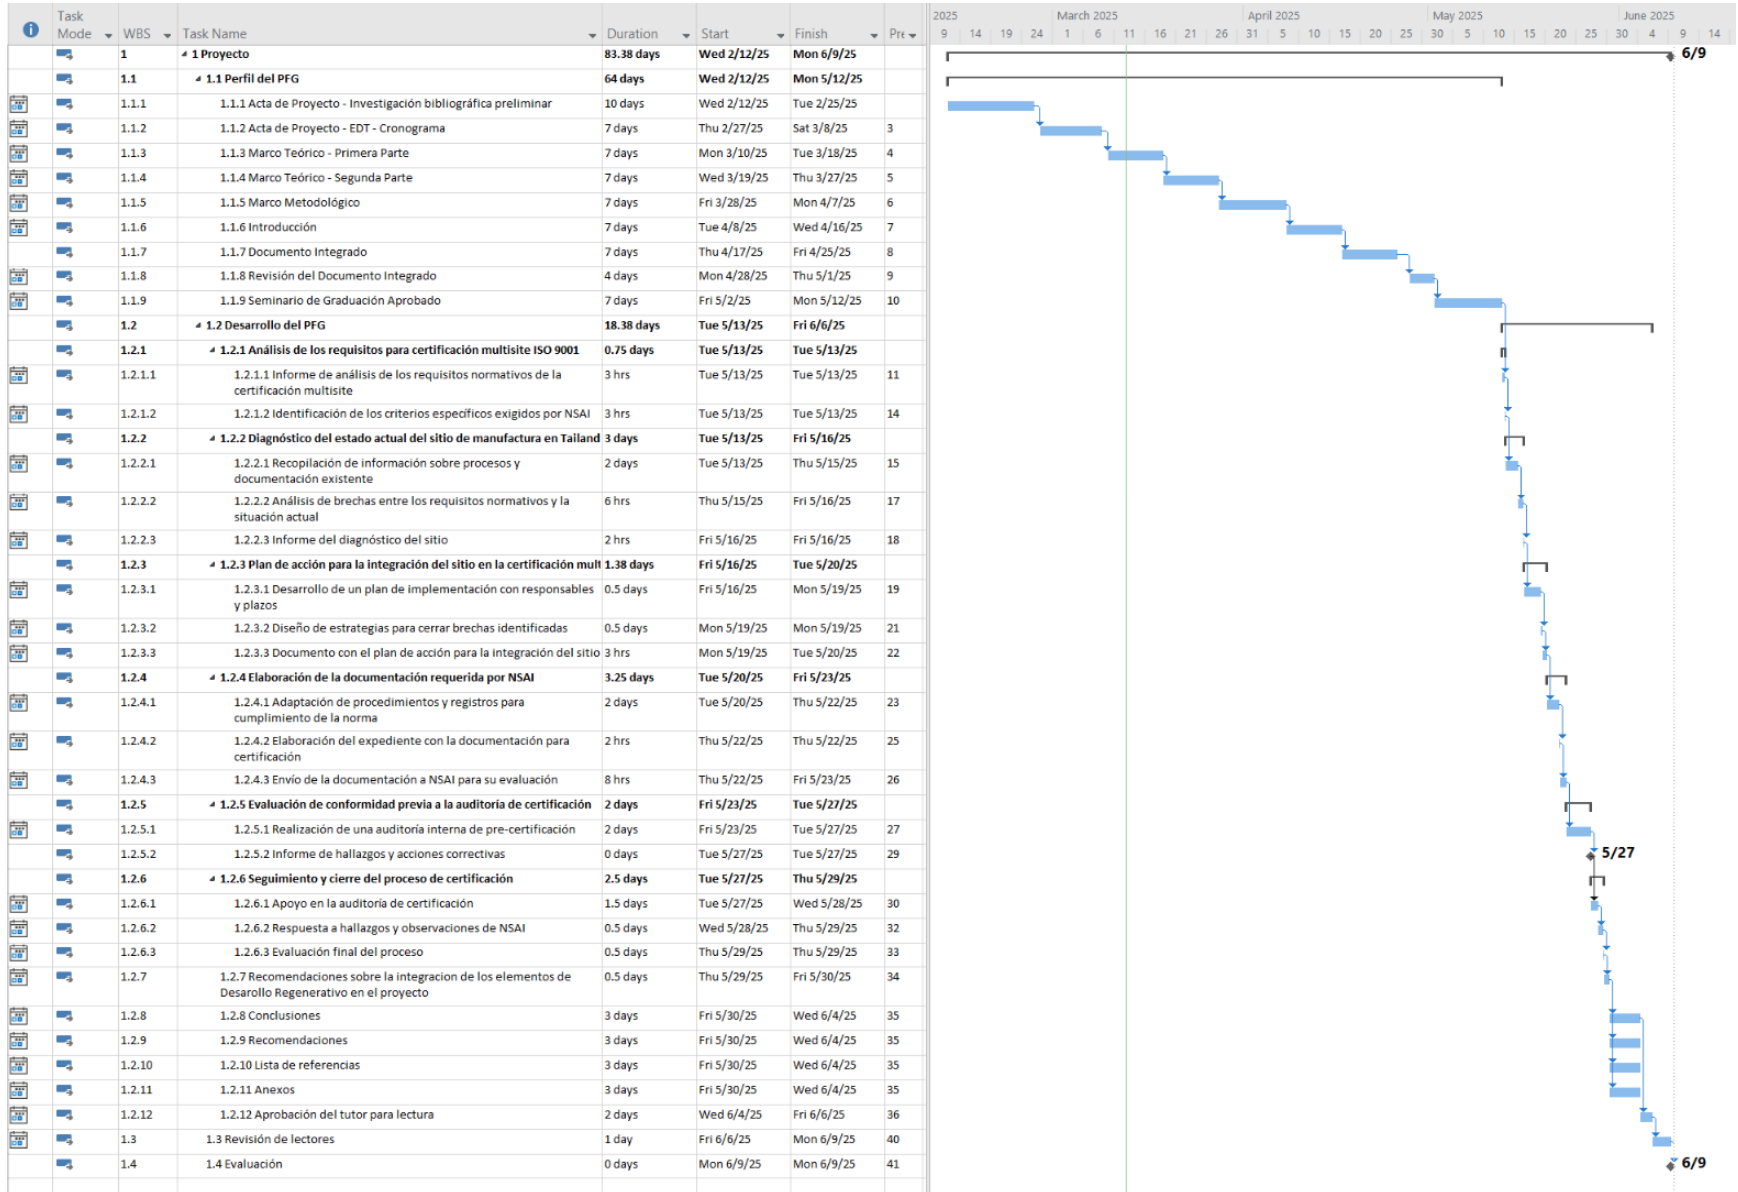 Task Mode WBS Task Name Duration Start Finish Pre
2025 March 2025 April 2025 May 2025 June 2025
9 14 19 24 1 6 11 16 21 26 31 5 10 15 20 25 30 5 10 15 20 25 30 4 9 14
1 1 Proyecto 83.38 days Wed 2/12/25 Mon 6/9/25 6/9
1.1 1.1 Perfil del PFG 64 days Wed 2/12/25 Mon 5/12/25
1.1.1 1.1.1 Acta de Proyecto - Investigación bibliográfica preliminar 10 days Wed 2/12/25 Tue 2/25/25
1.1.2 1.1.2 Acta de Proyecto - EDT - Cronograma 7 days Thu 2/27/25 Sat 3/8/25 3
1.1.3 1.1.3 Marco Teórico - Primera Parte 7 days Mon 3/10/25 Tue 3/18/25 4
1.1.4 1.1.4 Marco Teórico - Segunda Parte 7 days Wed 3/19/25 Thu 3/27/25 5
1.1.5 1.1.5 Marco Metodológico 7 days Fri 3/28/25 Mon 4/7/25 6
1.1.6 1.1.6 Introducción 7 days Tue 4/8/25 Wed 4/16/25 7
1.1.7 1.1.7 Documento Integrado 7 days Thu 4/17/25 Fri 4/25/25 8
1.1.8 1.1.8 Revisión del Documento Integrado 4 days Mon 4/28/25 Thu 5/1/25 9
1.1.9 1.1.9 Seminario de Graduación Aprobado 7 days Fri 5/2/25 Mon 5/12/25 10
1.2 1.2 Desarrollo del PFG 18.38 days Tue 5/13/25 Fri 6/6/25
1.2.1 1.2.1 Análisis de los requisitos para certificación multisite ISO 9001 0.75 days Tue 5/13/25 Tue 5/13/25
1.2.1.1 1.2.1.1 Informe de análisis de los requisitos normativos de la 3 hrs Tue 5/13/25 Tue 5/13/25 11
certificación multisite
1.2.1.2 1.2.1.2 Identificación de los criterios específicos exigidos por NSAI 3 hrs Tue 5/13/25 Tue 5/13/25 14
1.2.2 1.2.2 Diagnóstico del estado actual del sitio de manufactura en Tailand 3 days Tue 5/13/25 Fri 5/16/25
1.2.2.1 1.2.2.1 Recopilación de información sobre procesos y 2 days Tue 5/13/25 Thu 5/15/25 15
documentación existente
1.2.2.2 1.2.2.2 Análisis de brechas entre los requisitos normativos y la 6 hrs Thu 5/15/25 Fri 5/16/25 17
situación actual
1.2.2.3 1.2.2.3 Informe del diagnóstico del sitio 2 hrs Fri 5/16/25 Fri 5/16/25 18
1.2.3 1.2.3 Plan de acción para la integración del sitio en la certificación mult 1.38 days Fri 5/16/25 Tue 5/20/25
1.2.3.1 1.2.3.1 Desarrollo de un plan de implementación con responsables 0.5 days Fri 5/16/25 Mon 5/19/25 19
y plazos
1.2.3.2 1.2.3.2 Diseño de estrategias para cerrar brechas identificadas 0.5 days Mon 5/19/25 Mon 5/19/25 21
1.2.3.3 1.2.3.3 Documento con el plan de acción para la integración del sitio 3 hrs Mon 5/19/25 Tue 5/20/25 22
1.2.4 1.2.4 Elaboración de la documentación requerida por NSAI 3.25 days Tue 5/20/25 Fri 5/23/25
1.2.4.1 1.2.4.1 Adaptación de procedimientos y registros para 2 days Tue 5/20/25 Thu 5/22/25 23
cumplimiento de la norma
1.2.4.2 1.2.4.2 Elaboración del expediente con la documentación para 2 hrs Thu 5/22/25 Thu 5/22/25 25
certificación
1.2.4.3 1.2.4.3 Envío de la documentación a NSAI para su evaluación 8 hrs Thu 5/22/25 Fri 5/23/25 26
1.2.5 1.2.5 Evaluación de conformidad previa a la auditoría de certificación 2 days Fri 5/23/25 Tue 5/27/25
1.2.5.1 1.2.5.1 Realización de una auditoría interna de pre-certificación 2 days Fri 5/23/25 Tue 5/27/25 27
1.2.5.2 1.2.5.2 Informe de hallazgos y acciones correctivas 0 days Tue 5/27/25 Tue 5/27/25 29 5/27
1.2.6 1.2.6 Seguimiento y cierre del proceso de certificación 2.5 days Tue 5/27/25 Thu 5/29/25
1.2.6.1 1.2.6.1 Apoyo en la auditoría de certificación 1.5 days Tue 5/27/25 Wed 5/28/25 30
1.2.6.2 1.2.6.2 Respuesta a hallazgos y observaciones de NSAI 0.5 days Wed 5/28/25 Thu 5/29/25 32
1.2.6.3 1.2.6.3 Evaluación final del proceso 0.5 days Thu 5/29/25 Thu 5/29/25 33
1.2.7 1.2.7 Recomendaciones sobre la integracion de los elementos de 0.5 days Thu 5/29/25 Fri 5/30/25 34
Desarollo Regenerativo en el proyecto
1.2.8 1.2.8 Conclusiones 3 days Fri 5/30/25 Wed 6/4/25 35
1.2.9 1.2.9 Recomendaciones 3 days Fri 5/30/25 Wed 6/4/25 35
1.2.10 1.2.10 Lista de referencias 3 days Fri 5/30/25 Wed 6/4/25 35
1.2.11 1.2.11 Anexos 3 days Fri 5/30/25 Wed 6/4/25 35
1.2.12 1.2.12 Aprobación del tutor para lectura 2 days Wed 6/4/25 Fri 6/6/25 36
1.3 1.3 Revisión de lectores 1 day Fri 6/6/25 Mon 6/9/25 40
1.4 1.4 Evaluación 0 days Mon 6/9/25 Mon 6/9/25 41 6/9